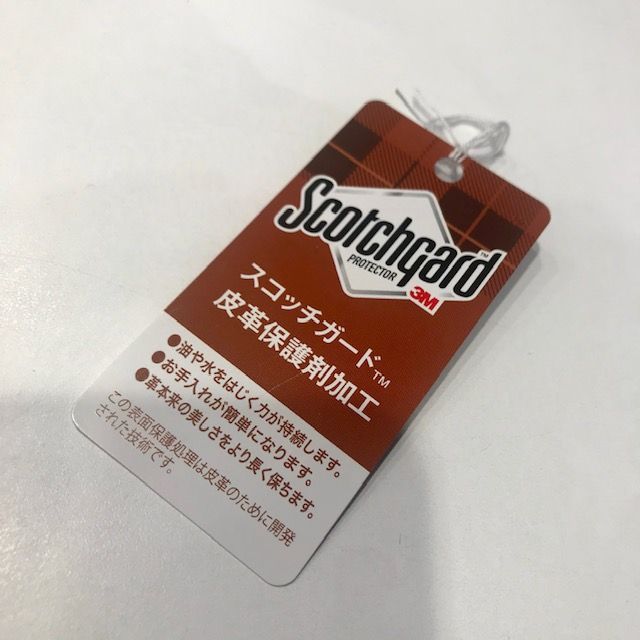 Scotchgard™
PROTECTOR
3M
スコッチガード™
皮革保護剤加工
●油や水をはじく力が持続します。
●お手入れが簡単になります。
●革本来の美しさをより長く保ちます。
この表面保護処理は皮革のために開発
された技術です。